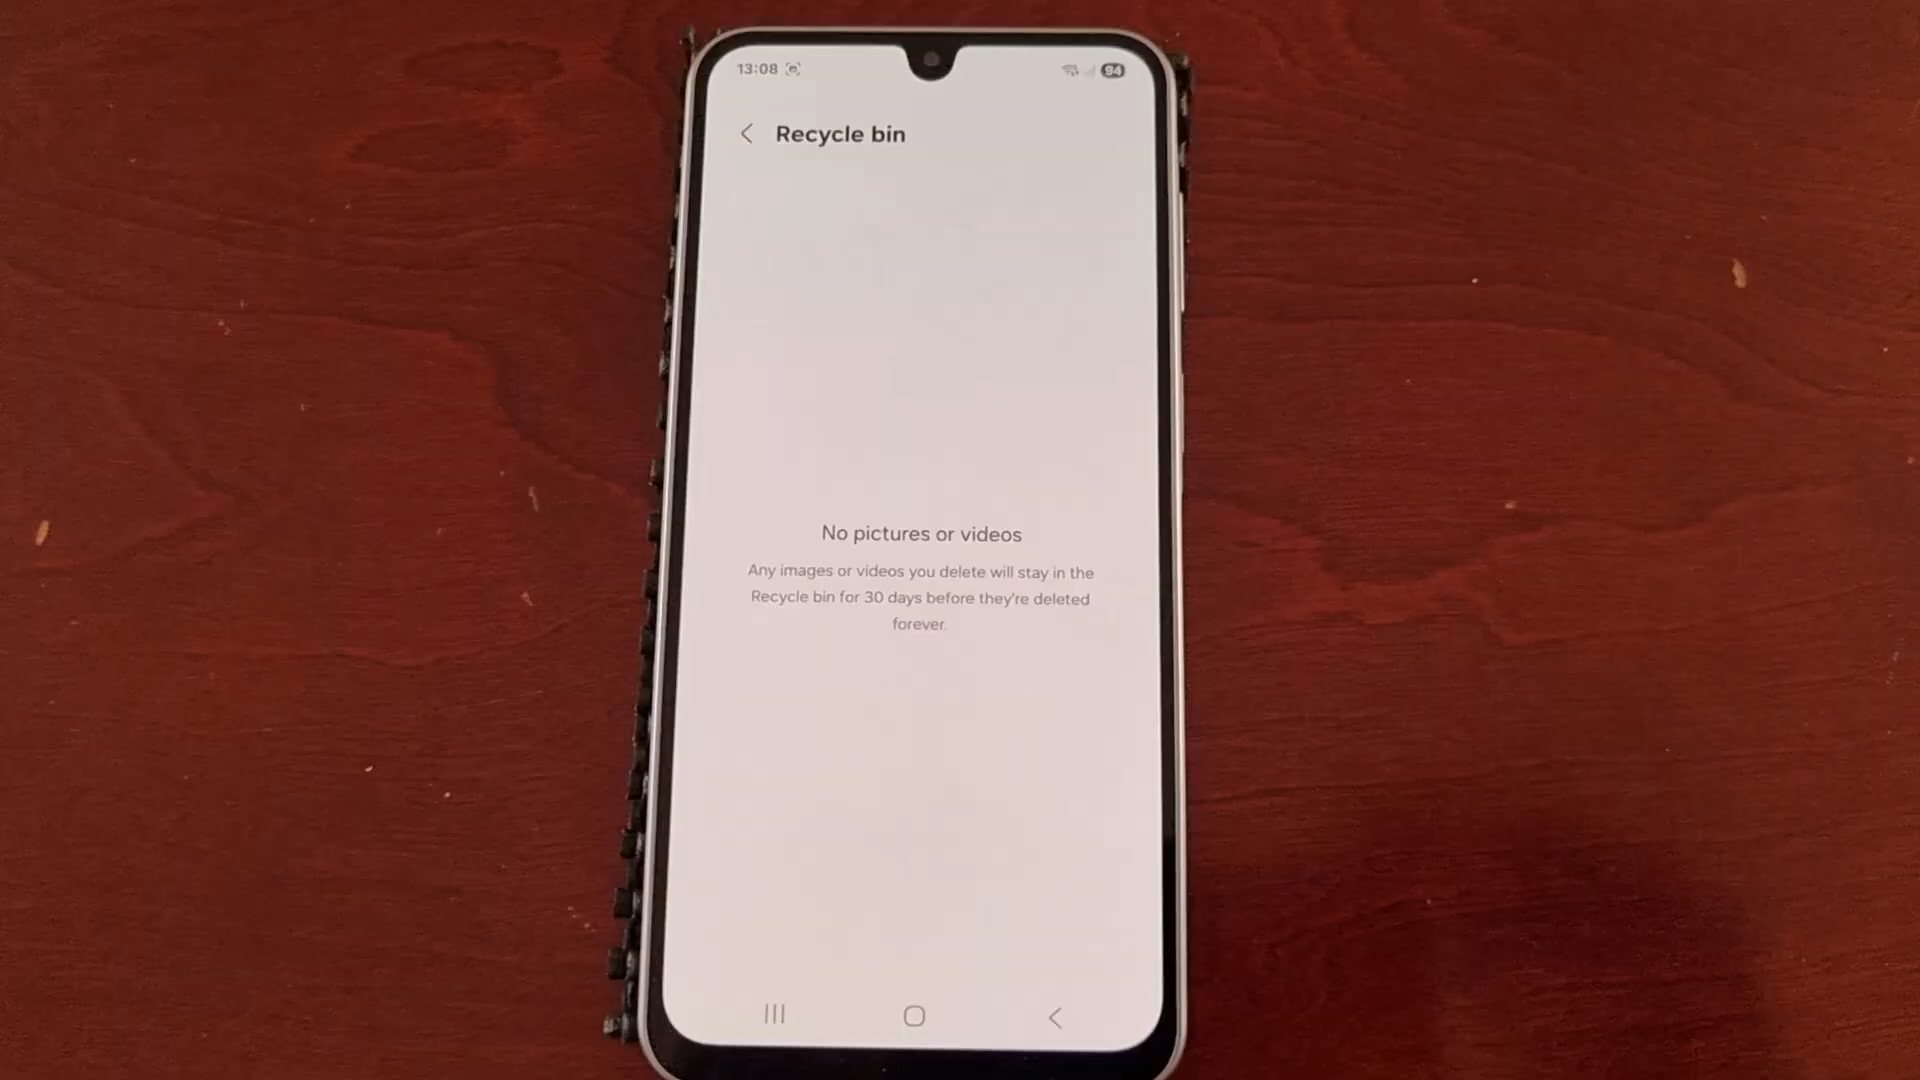 13:08
94
Recycle bin
No pictures or videos
Any images or videos you delete will stay in the
Recycle bin for 30 days before they're deleted
forever.